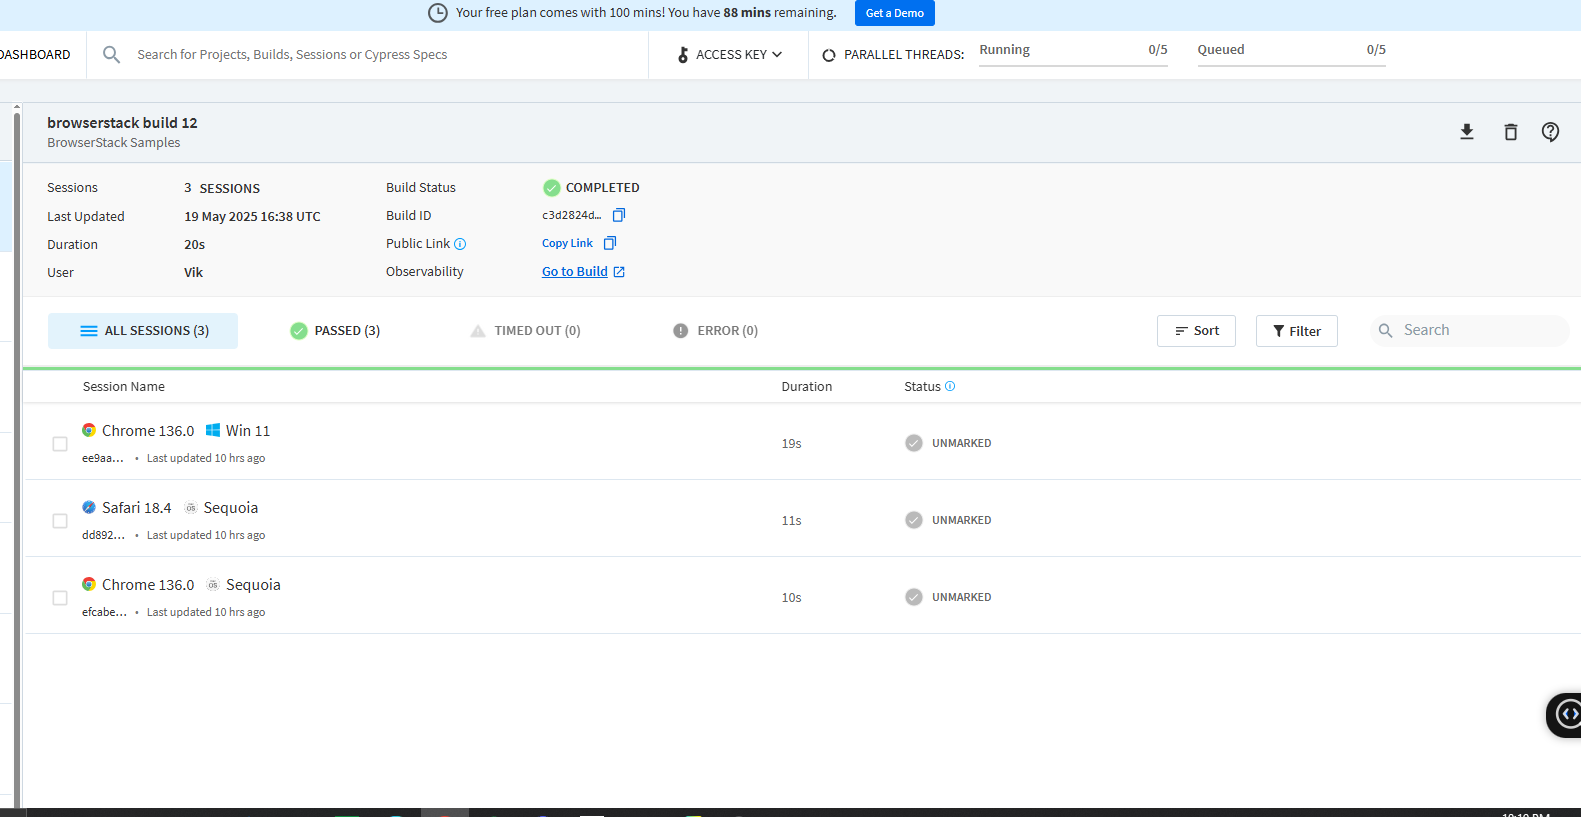 Your free plan comes with 100 mins! You have 88 mins remaining. Get a Demo
DASHBOARD Search for Projects, Builds, Sessions or Cypress Specs ACCESS KEY PARALLEL THREADS: Running 0/5 Queued 0/5
browserstack build 12
BrowserStack Samples
Sessions 3 SESSIONS Build Status COMPLETED
Last Updated 19 May 2025 16:38 UTC Build ID c3d2824d...
Duration 20s Public Link Copy Link
User Vik Observability Go to Build
ALL SESSIONS (3) PASSED (3) TIMED OUT (0) ERROR (0) Sort Filter Search
Session Name Duration Status
Chrome 136.0 Win 11 19s UNMARKED
ee9aa... • Last updated 10 hrs ago
Safari 18.4 Sequoia 11s UNMARKED
dd892... • Last updated 10 hrs ago
Chrome 136.0 Sequoia 10s UNMARKED
efcabe... • Last updated 10 hrs ago